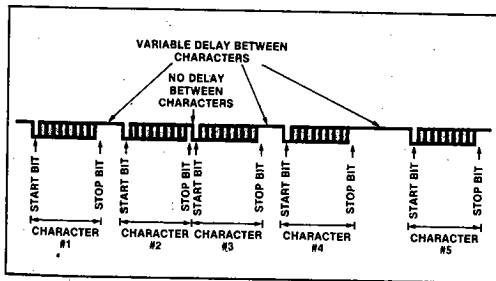 VARIABLE DELAY BETWEEN
CHARACTERS
NO DELAY
BETWEEN
CHARACTERS
START BIT
STOP BIT
START BIT
STOP BIT
START BIT
STOP BIT
START BIT
STOP BIT
START BIT
STOP BIT
CHARACTER
#1
CHARACTER
#2
CHARACTER
#3
CHARACTER
#4
CHARACTER
#5